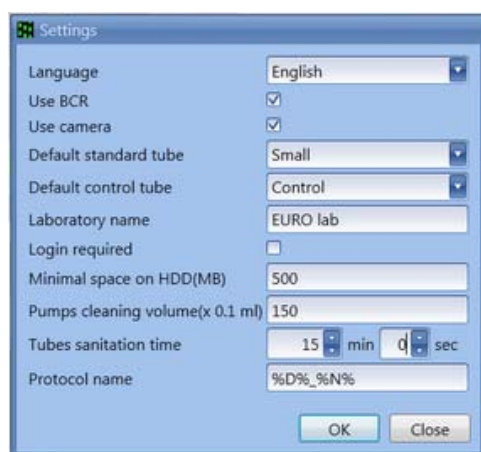 Settings
Language English
Use BCR
Use camera
Default standard tube Small
Default control tube Control
Laboratory name EURO lab
Login required
Minimal space on HDD(MB) 500
Pumps cleaning volume(x 0.1 ml) 150
Tubes sanitation time 15 min 0 sec
Protocol name %D%_%N%
OK Close